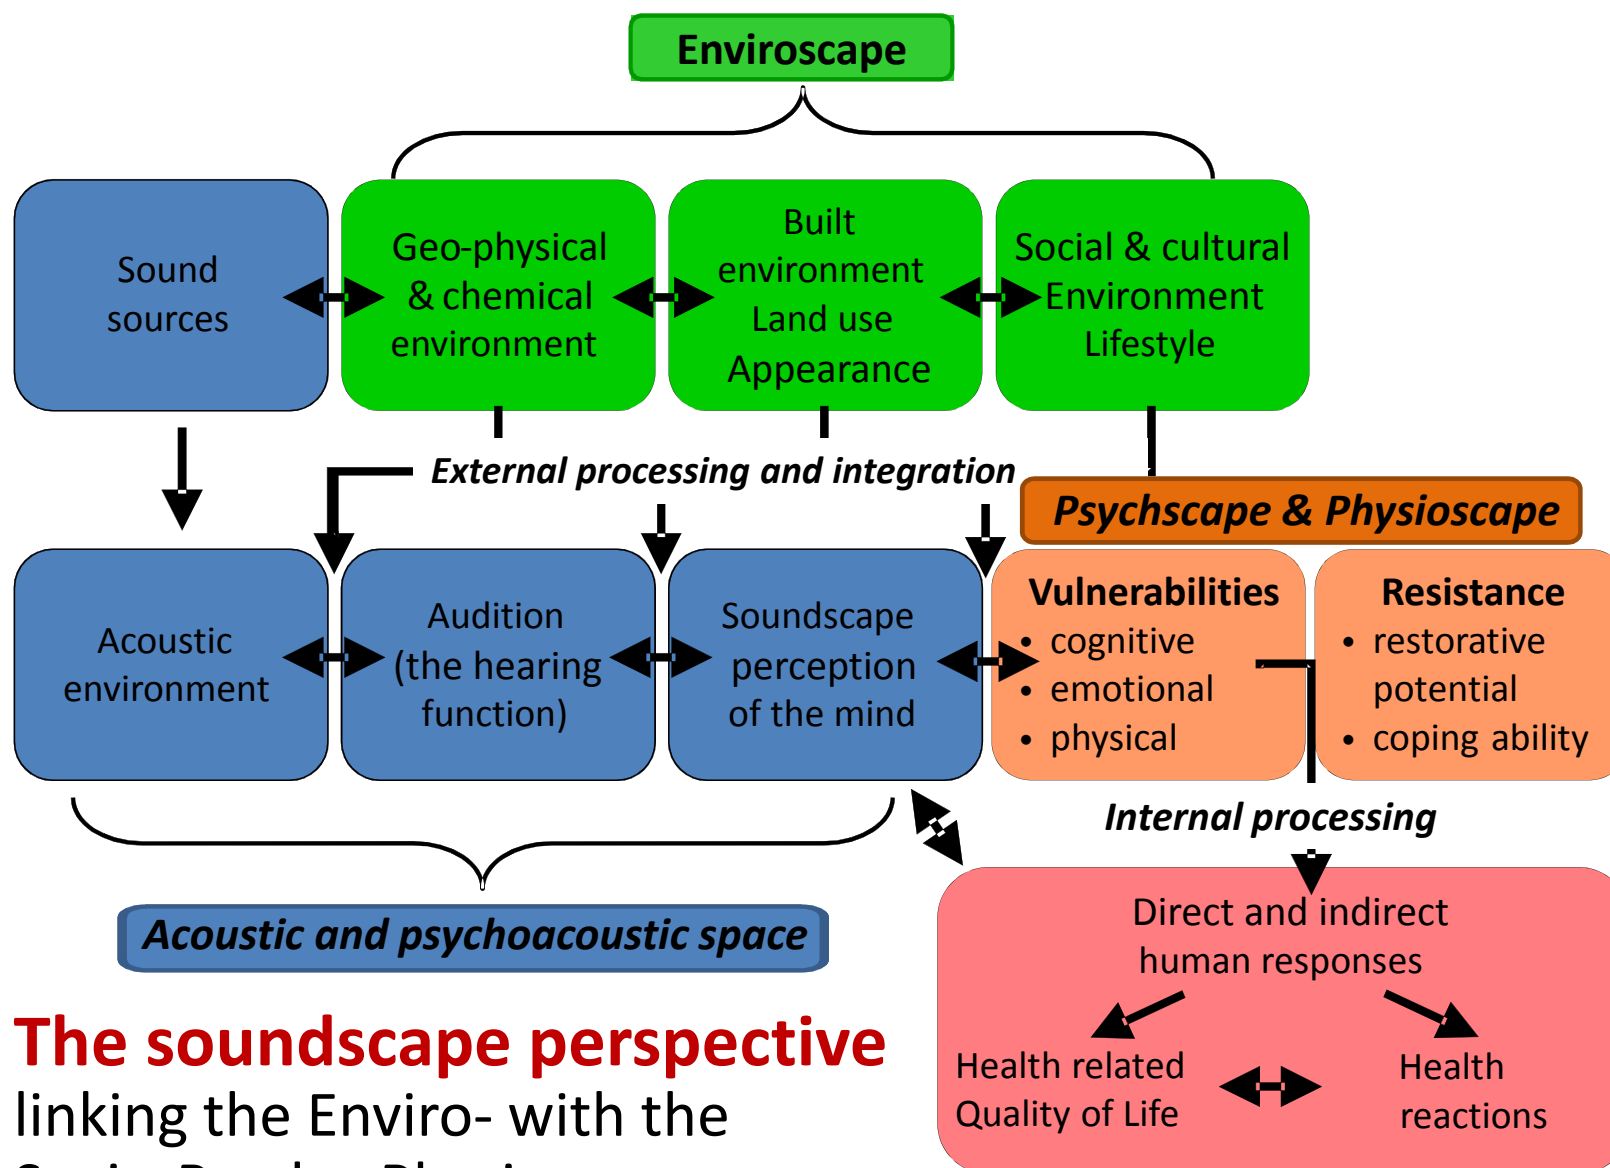 Enviroscape
Sound
sources
Geo-physical
& chemical
environment
Built
environment
Land use
Appearance
Social & cultural
Environment
Lifestyle
External processing and integration
Psychscape & Physioscape
Acoustic
environment
Audition
(the hearing
function)
Soundscape
perception
of the mind
Vulnerabilities
• cognitive
• emotional
• physical
Resistance
• restorative
potential
• coping ability
Internal processing
Acoustic and psychoacoustic space
Direct and indirect
human responses
Health related
Quality of Life
Health
reactions
The soundscape perspective
linking the Enviro- with the